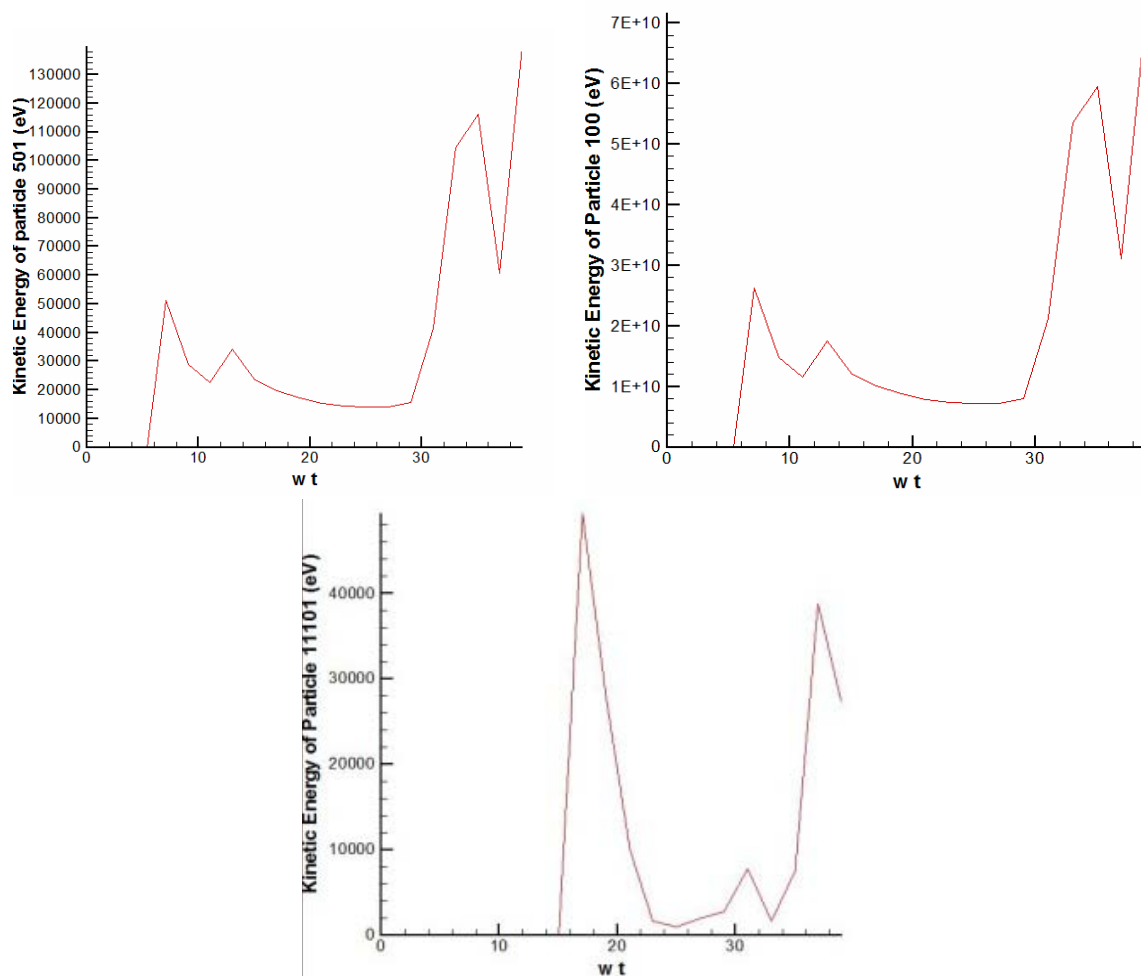 Kinetic Energy of particle 501 (eV)
130000
120000
110000
100000
90000
80000
70000
60000
50000
40000
30000
20000
10000
0
0 10 20 30
w t
Kinetic Energy of Particle 100 (eV)
7E+10
6E+10
5E+10
4E+10
3E+10
2E+10
1E+10
0
0 10 20 30
w t
Kinetic Energy of Particle 11101 (eV)
40000
30000
20000
10000
0
0 10 20 30
w t